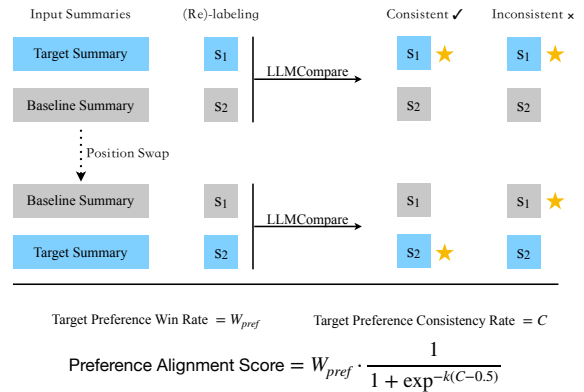 Input Summaries (Re)-labeling Consistent ✓ Inconsistent ×
Target Summary S1 S1 S1
LLMCompare
Baseline Summary S2 S2 S2
Position Swap
Baseline Summary S1 S1 S1
LLMCompare
Target Summary S2 S2 S2
Target Preference Win Rate = W_pref Target Preference Consistency Rate = C
Preference Alignment Score = W_pref · 1 / (1 + exp^{-k(C-0.5)})